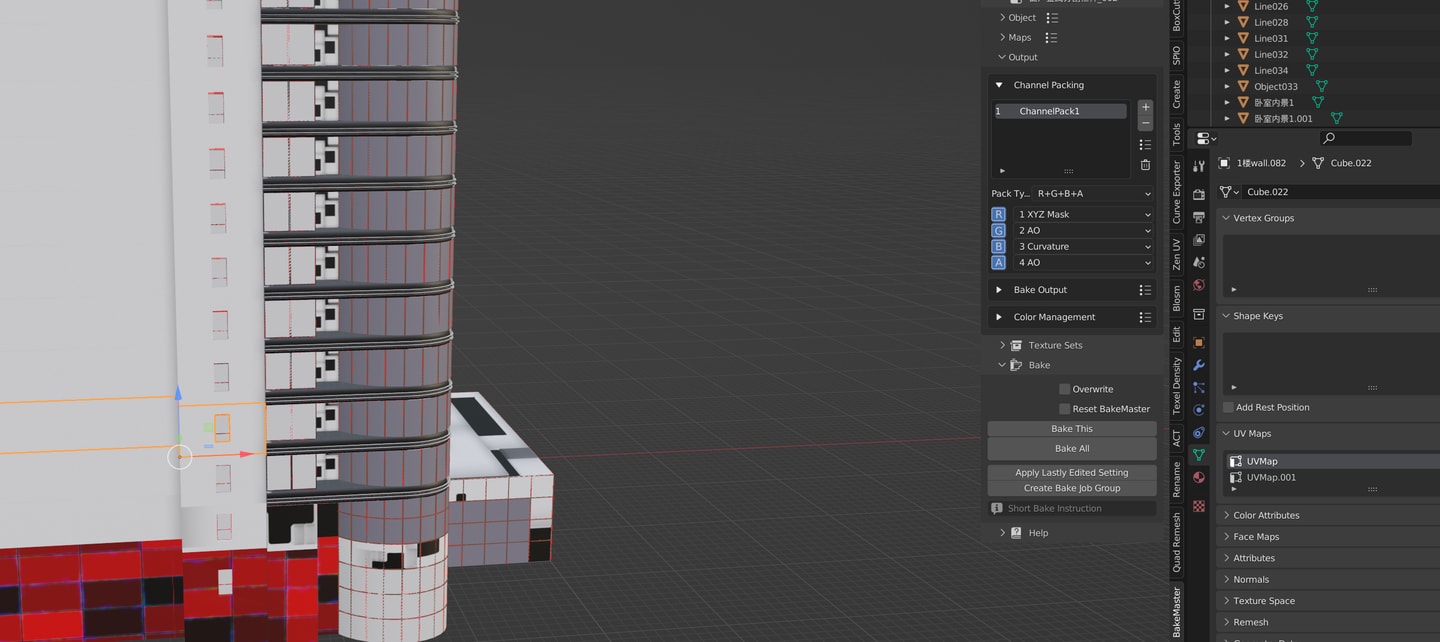 Object
Maps
Output
Channel Packing
1 ChannelPack1
Pack Ty... R+G+B+A
R 1 XYZ Mask
G 2 AO
B 3 Curvature
A 4 AO
Bake Output
Color Management
Texture Sets
Bake
Overwrite
Reset BakeMaster
Bake This
Bake All
Apply Lastly Edited Setting
Create Bake Job Group
Short Bake Instruction
Help
BoxCut
SPIO
Create
Tools
Curve Exporter
Zen UV
Blosm
Edit
Texel Density
ACT
Rename
Quad Remesh
BakeMaster
Line026
Line028
Line031
Line032
Line034
Object033
卧室内景1
卧室内景1.001
1楼wall.082 Cube.022
Cube.022
Vertex Groups
Shape Keys
Add Rest Position
UV Maps
UVMap
UVMap.001
Color Attributes
Face Maps
Attributes
Normals
Texture Space
Remesh